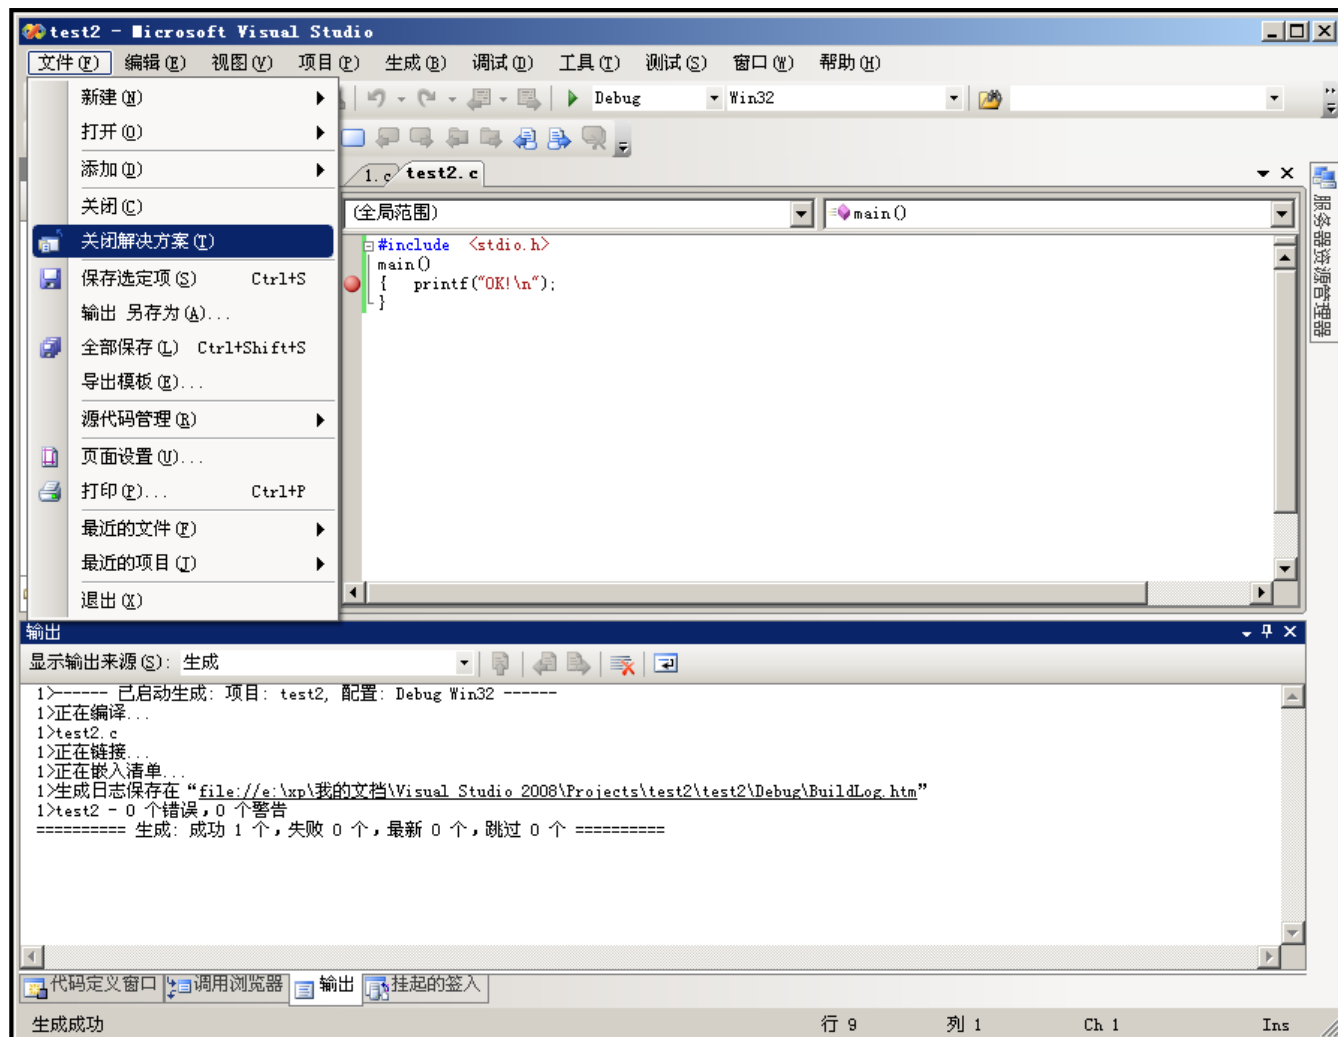 test2 - Microsoft Visual Studio
文件(F) 编辑(E) 视图(V) 项目(P) 生成(B) 调试(D) 工具(T) 测试(S) 窗口(W) 帮助(H)
新建(N)
Debug Win32
打开(O)
添加(D)
1.c test2.c
关闭(C)
(全局范围) main()
关闭解决方案(T)
保存选定项(S) Ctrl+S
输出 另存为(A)...
全部保存(L) Ctrl+Shift+S
导出模板(E)...
源代码管理(R)
页面设置(U)...
打印(P)... Ctrl+P
最近的文件(F)
最近的项目(J)
退出(X)
#include <stdio.h>
main()
{ printf("OK!\n");
}
服务器资源管理器
输出
显示输出来源(S): 生成
1>------ 已启动生成: 项目: test2, 配置: Debug Win32 ------
1>正在编译...
1>test2.c
1>正在链接...
1>正在嵌入清单...
1>生成日志保存在“file://e:\xp\我的文档\Visual Studio 2008\Projects\test2\test2\Debug\BuildLog.htm”
1>test2 - 0 个错误，0 个警告
========== 生成: 成功 1 个，失败 0 个，最新 0 个，跳过 0 个 ==========
代码定义窗口 调用浏览器 输出 挂起的签入
生成成功 行 9 列 1 Ch 1 Ins